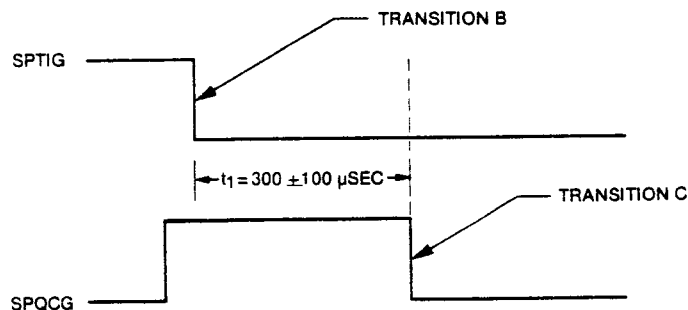 TRANSITION B
SPTIG
t1 = 300 ±100 µSEC
TRANSITION C
SPQCG